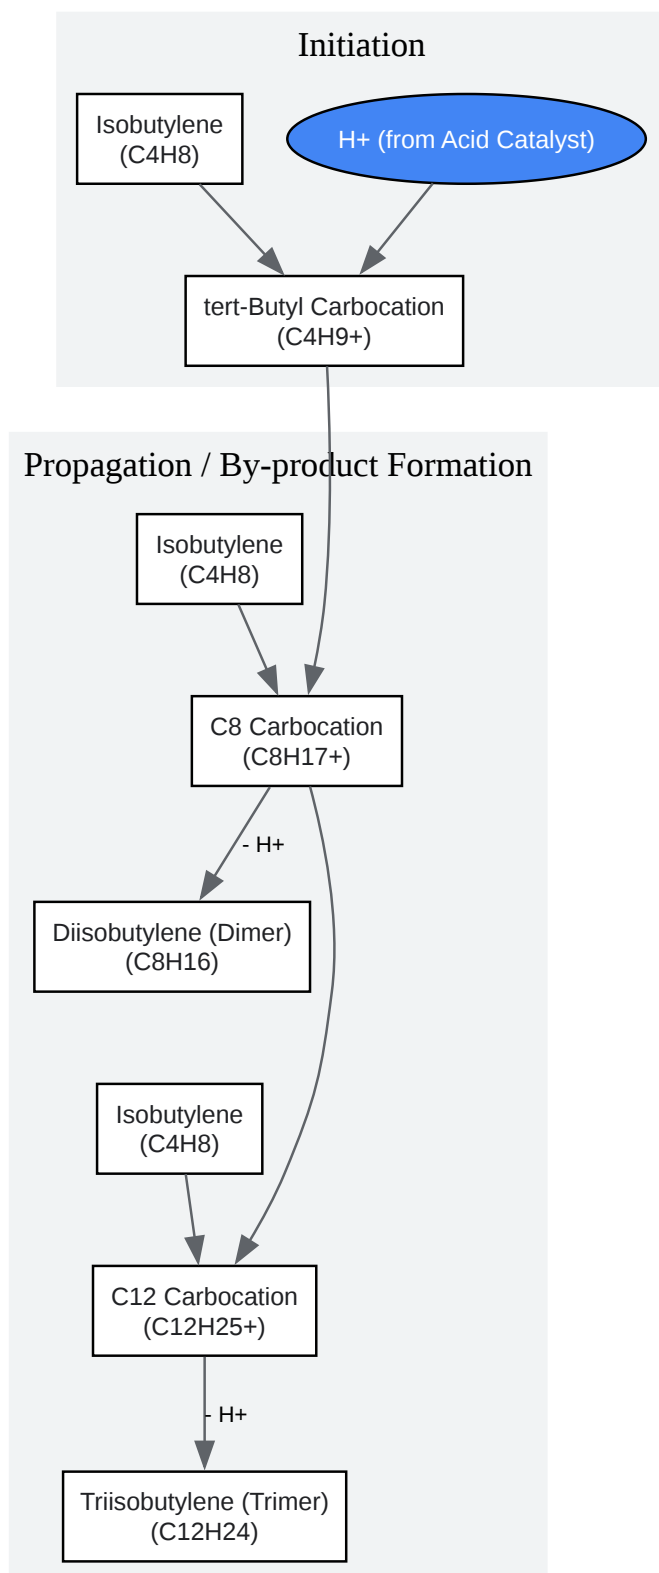 Initiation
Isobutylene
(C4H8)
H+ (from Acid Catalyst)
tert-Butyl Carbocation
(C4H9+)
Propagation / By-product Formation
Isobutylene
(C4H8)
C8 Carbocation
(C8H17+)
- H+
Diisobutylene (Dimer)
(C8H16)
Isobutylene
(C4H8)
C12 Carbocation
(C12H25+)
- H+
Triisobutylene (Trimer)
(C12H24)